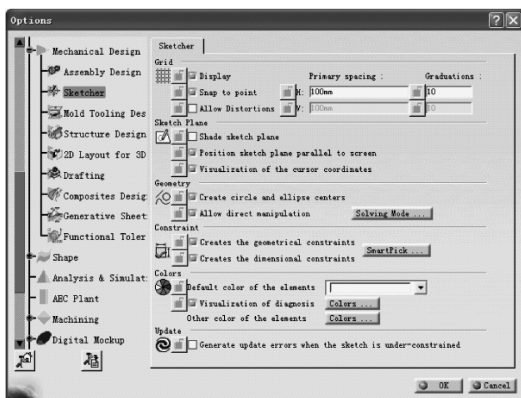 Options
Mechanical Design
Assembly Design
Sketcher
Mold Tooling Des
Structure Design
2D Layout for 3D
Drafting
Composites Desig
Generative Sheet
Functional Toler
Shape
Analysis & Simulat
AEC Plant
Machining
Digital Mockup
Sketcher
Grid
Display Primary spacing : Graduations :
Snap to point H: 100mm 10
Allow Distortions V: 100mm 10
Sketch Plane
Shade sketch plane
Position sketch plane parallel to screen
Visualization of the cursor coordinates
Geometry
Create circle and ellipse centers
Allow direct manipulation Solving Mode ...
Constraint
Creates the geometrical constraints
Creates the dimensional constraints SmartPick ...
Colors
Default color of the elements
Visualization of diagnosis Colors ...
Other color of the elements Colors ...
Update
Generate update errors when the sketch is under-constrained
OK Cancel